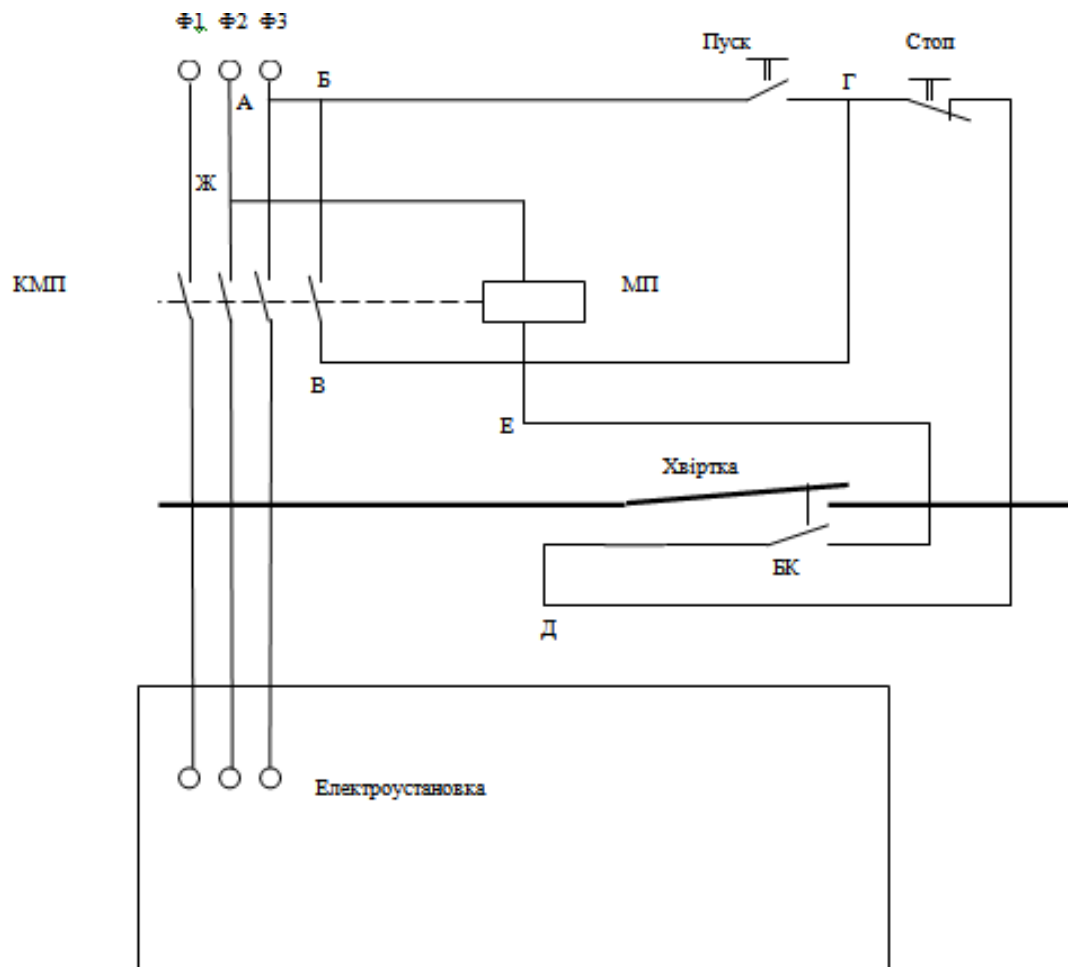 Ф1 Ф2 Ф3
Пуск
Стоп
А
Б
Г
Ж
КМП
МП
В
Е
Хвіртка
БК
Д
Електроустановка